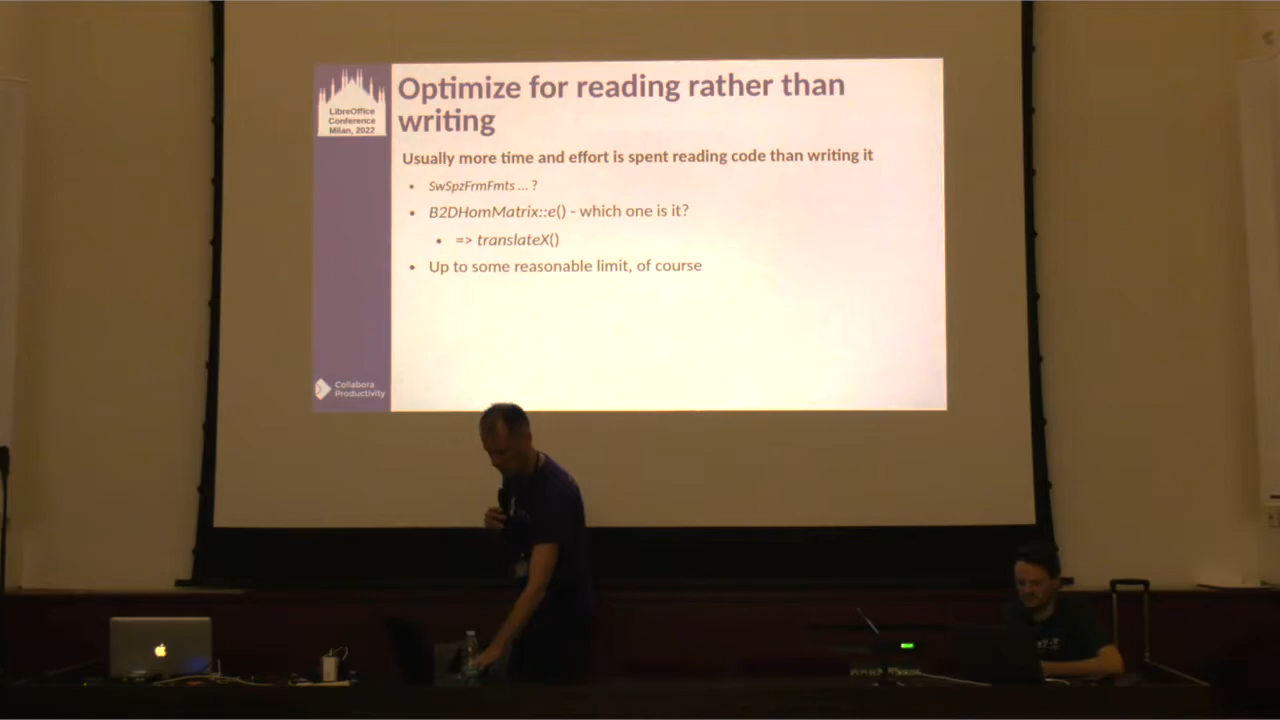 Optimize for reading rather than
writing
LibreOffice
Conference
Milan, 2022
Usually more time and effort is spent reading code than writing it
• SwSpzFrmFmts ... ?
• B2DHomMatrix::e() - which one is it?
• => translateX()
• Up to some reasonable limit, of course
Collabora
Productivity